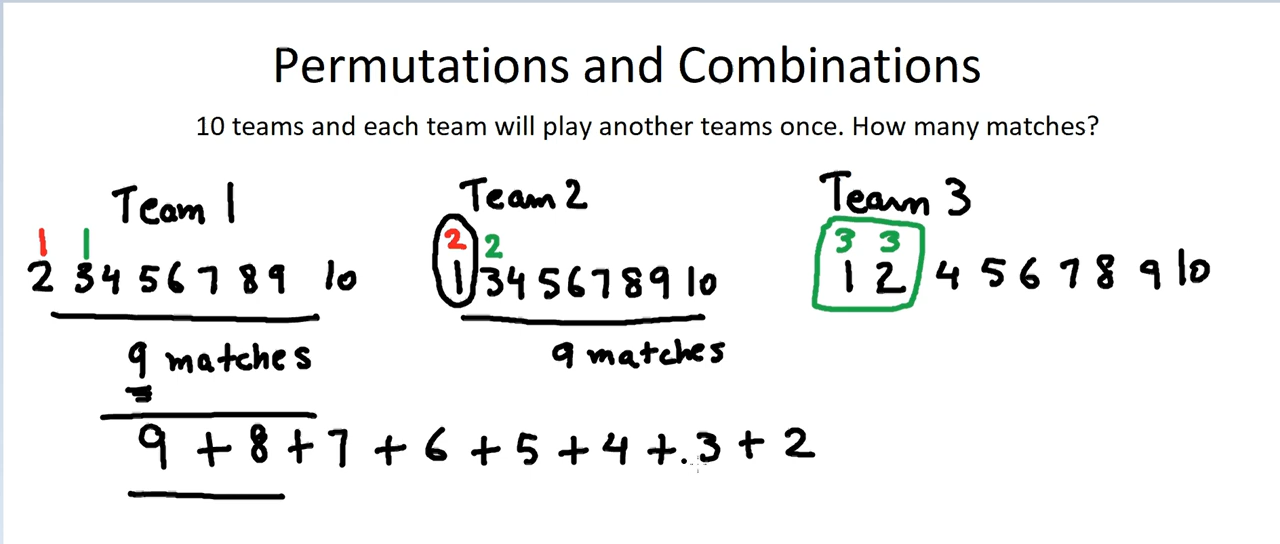 Permutations and Combinations
10 teams and each team will play another teams once. How many matches?
Team 1
1 1
2 3 4 5 6 7 8 9 10
9 matches
Team 2
2 2
1 3 4 5 6 7 8 9 10
9 matches
Team 3
3 3
1 2 4 5 6 7 8 9 10
9 + 8 + 7 + 6 + 5 + 4 + 3 + 2